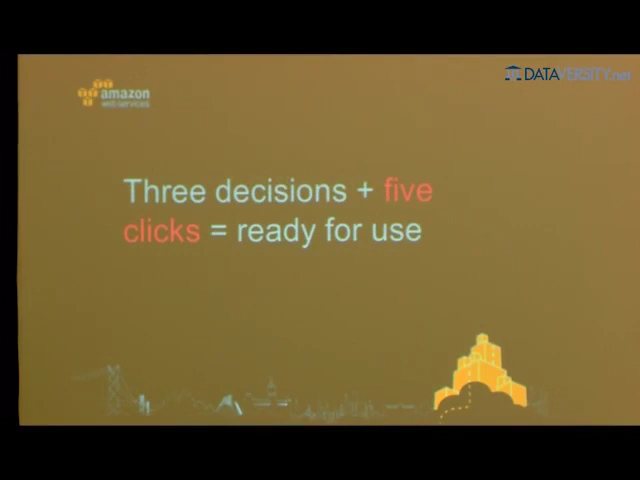 amazon
webservices
DATAVERSITY.net
Three decisions + five
clicks = ready for use